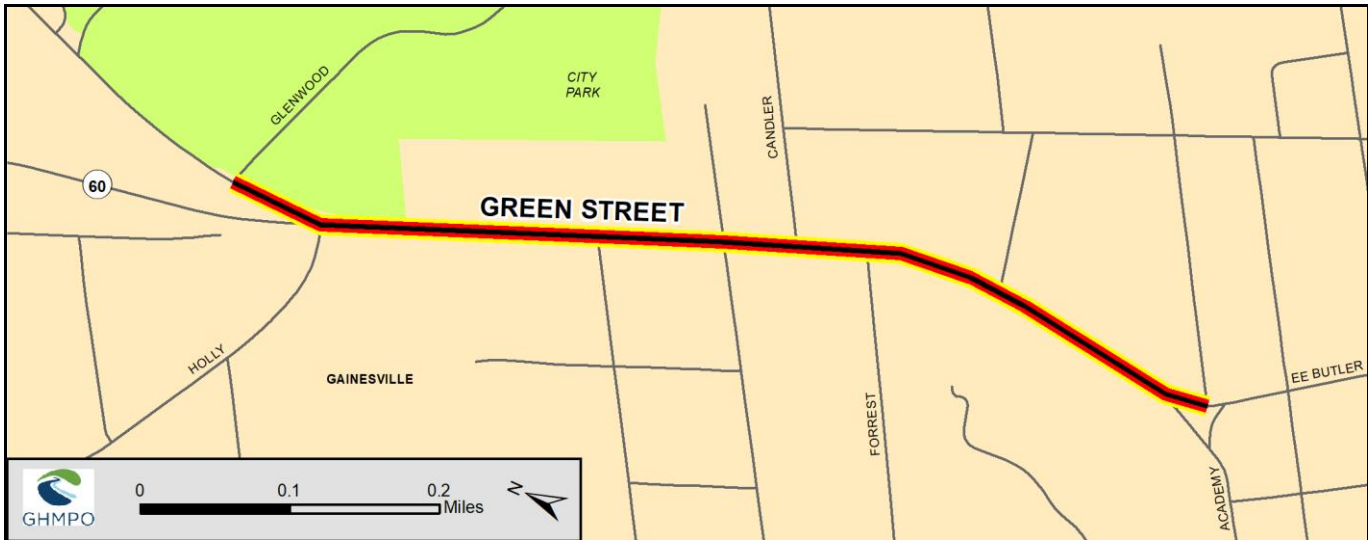 GLENWOOD
CITY
PARK
CANDLER
60
GREEN STREET
HOLLY
GAINESVILLE
EE BUTLER
FORREST
ACADEMY
GHMPO
0 0.1 0.2
Miles
N